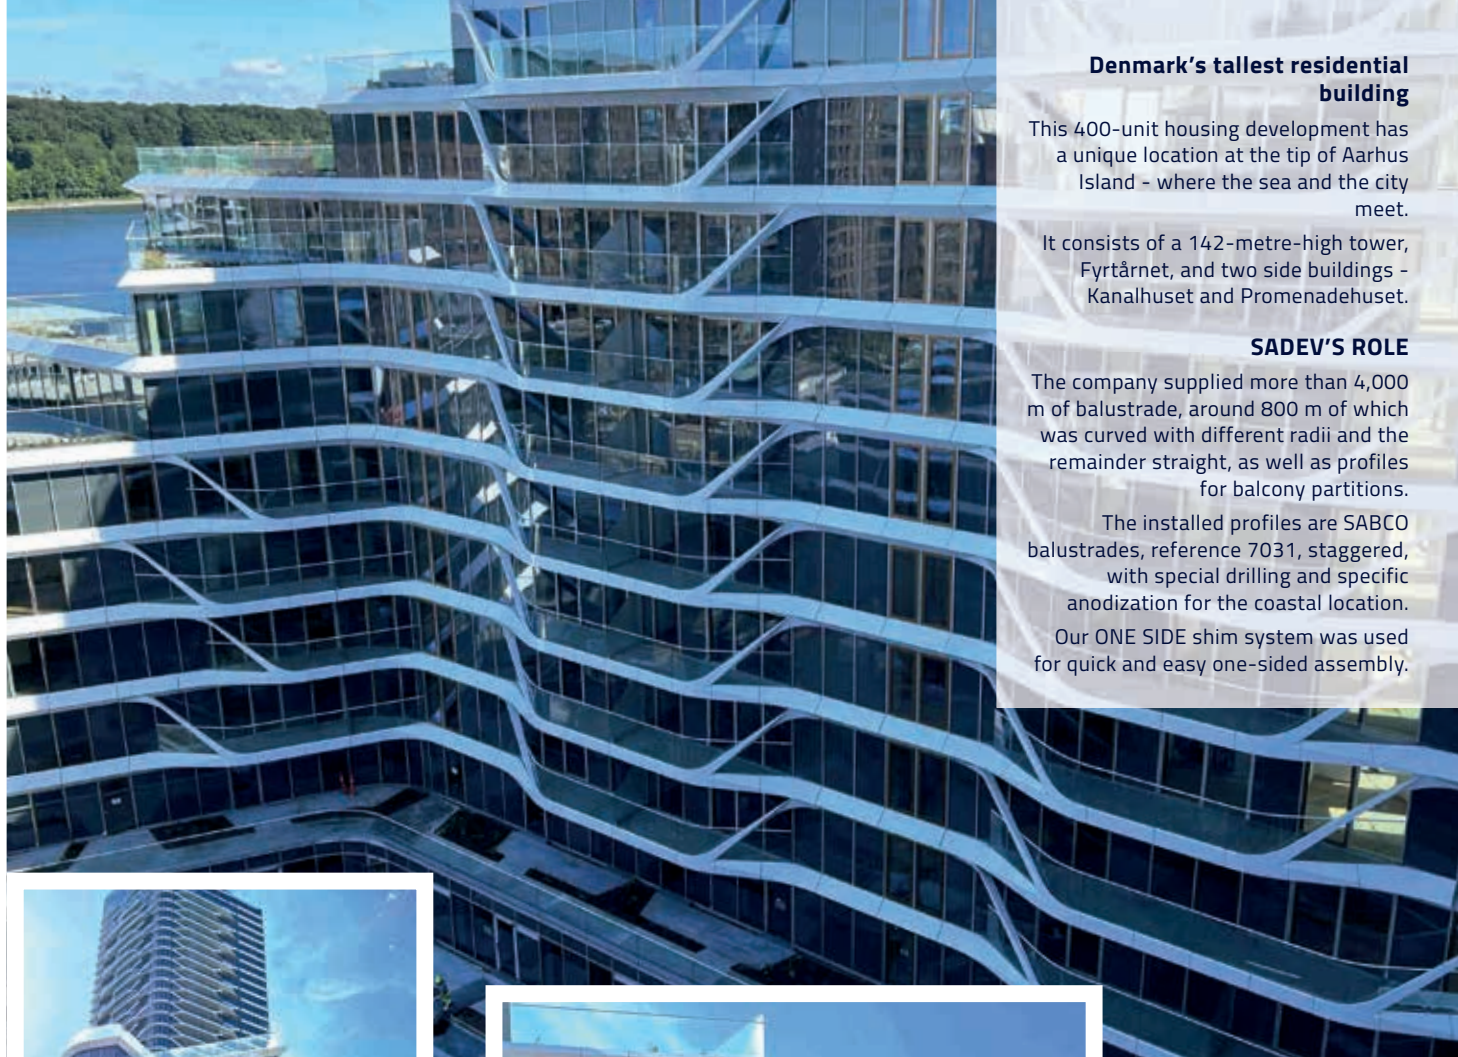 Denmark's tallest residential
building
This 400-unit housing development has
a unique location at the tip of Aarhus
Island - where the sea and the city
meet.
It consists of a 142-metre-high tower,
Fyrtårnet, and two side buildings -
Kanalhuset and Promenadehuset.
SADEV'S ROLE
The company supplied more than 4,000
m of balustrade, around 800 m of which
was curved with different radii and the
remainder straight, as well as profiles
for balcony partitions.
The installed profiles are SABCO
balustrades, reference 7031, staggered,
with special drilling and specific
anodization for the coastal location.
Our ONE SIDE shim system was used
for quick and easy one-sided assembly.